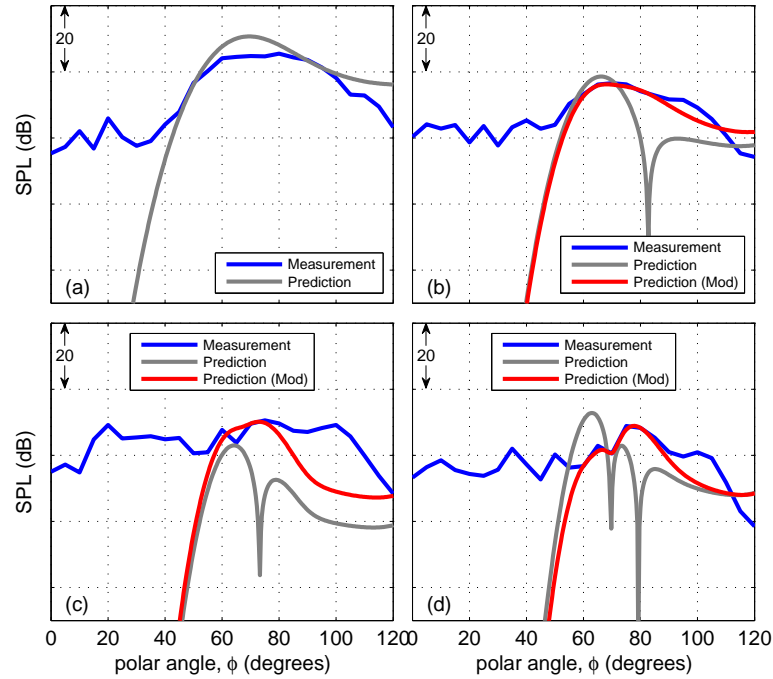 20
20
SPL (dB)
Measurement
Prediction
(a)
Measurement
Prediction
Prediction (Mod)
(b)
20
20
SPL (dB)
Measurement
Prediction
Prediction (Mod)
(c)
Measurement
Prediction
Prediction (Mod)
(d)
0 20 40 60 80 100 120
0 20 40 60 80 100 120
polar angle, ϕ (degrees)
polar angle, ϕ (degrees)